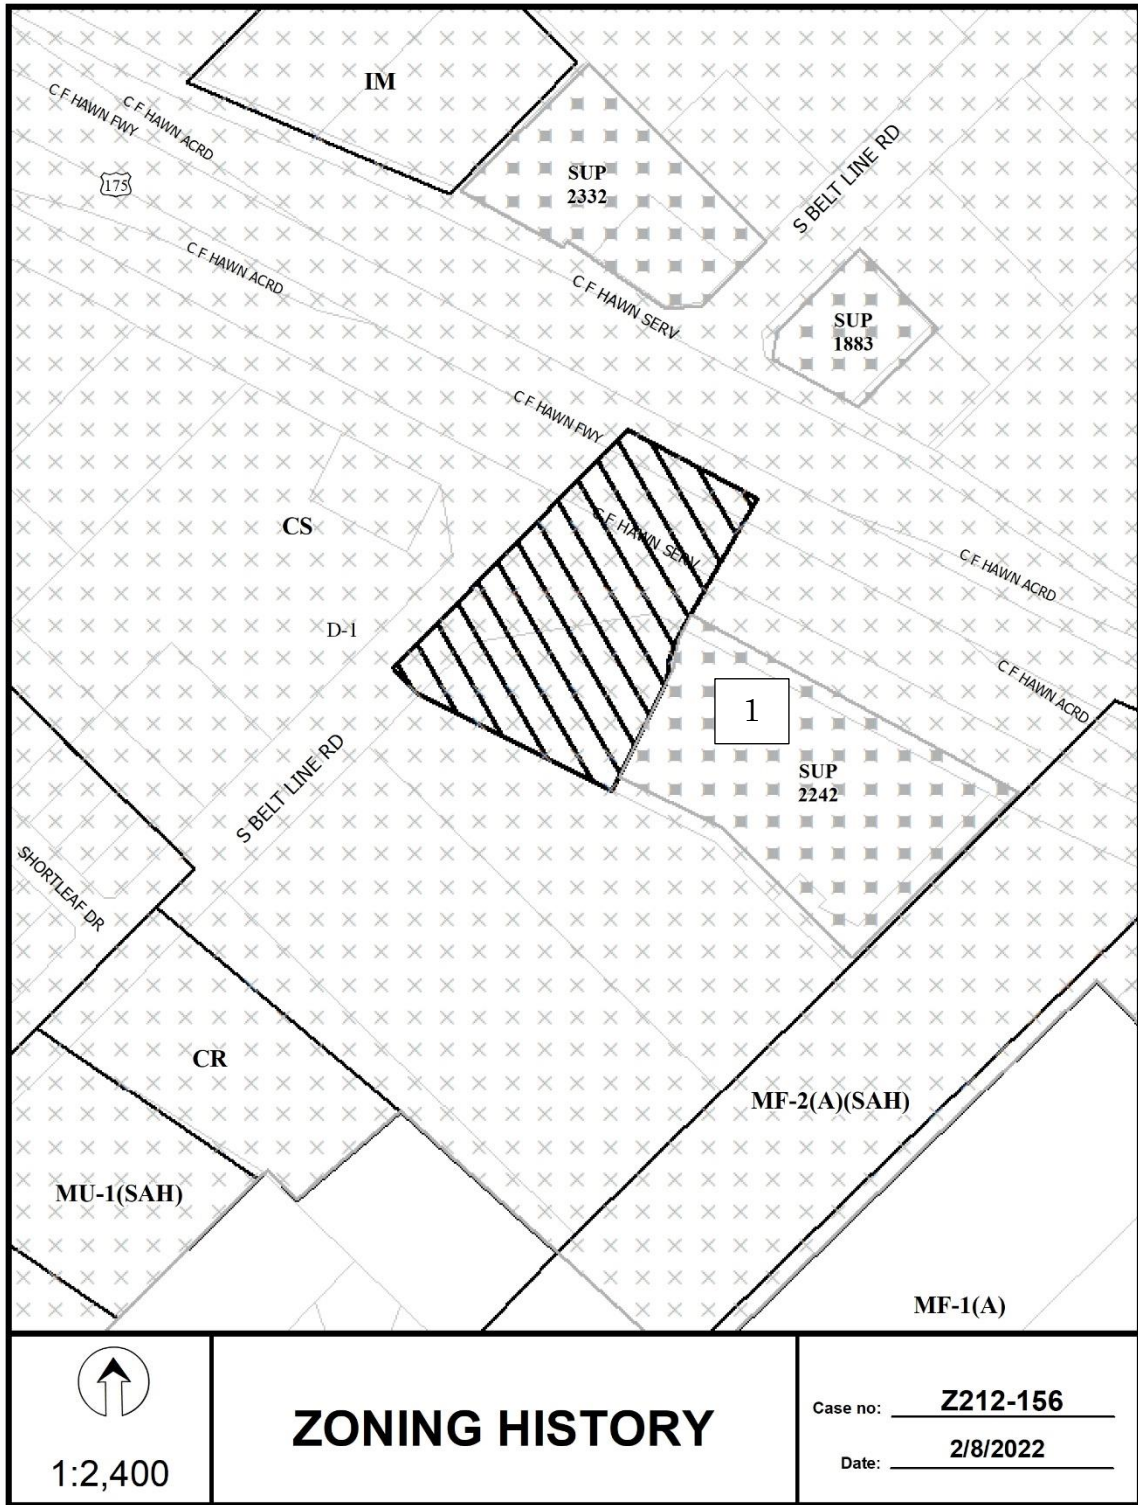 IM
C F HAWN FWY
C F HAWN ACRD
175
SUP
2332
S BELT LINE RD
C F HAWN ACRD
C F HAWN SERV
SUP
1883
C F HAWN FWY
CS
C F HAWN SERV
C F HAWN ACRD
D-1
C F HAWN ACRD
1
SUP
2242
S BELT LINE RD
SHORTLEAF DR
CR
MF-2(A)(SAH)
MU-1(SAH)
MF-1(A)
1:2,400
ZONING HISTORY
Case no: Z212-156
Date: 2/8/2022